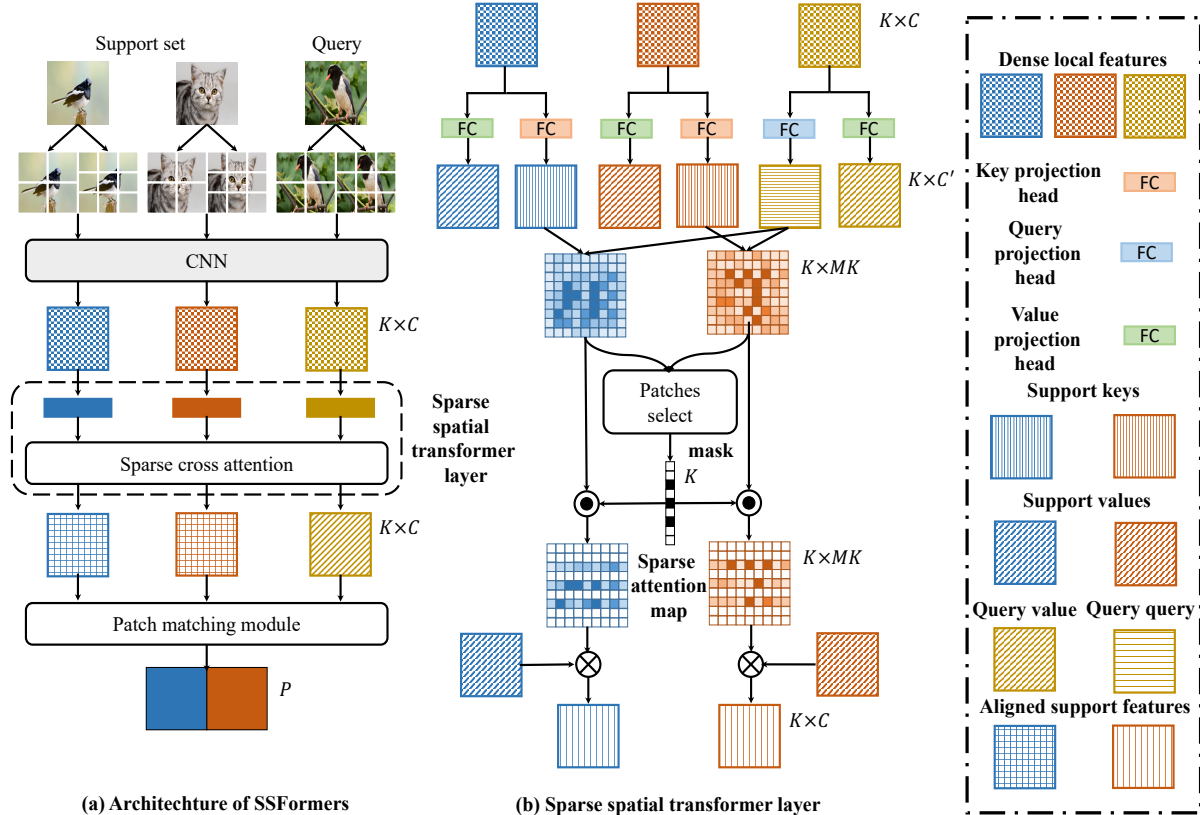 Support set
Query
CNN
K×C
Sparse
spatial
transformer
layer
Sparse cross attention
K×C
Patch matching module
P
(a) Architechture of SSFormers
K×C
FC
FC
FC
FC
FC
FC
K×C′
K×MK
Patches
select
mask
K
Sparse
attention
map
K×MK
K×C
(b) Sparse spatial transformer layer
Dense local features
Key projection
head
FC
Query
projection
head
FC
Value
projection
head
FC
Support keys
Support values
Query value
Query query
Aligned support features